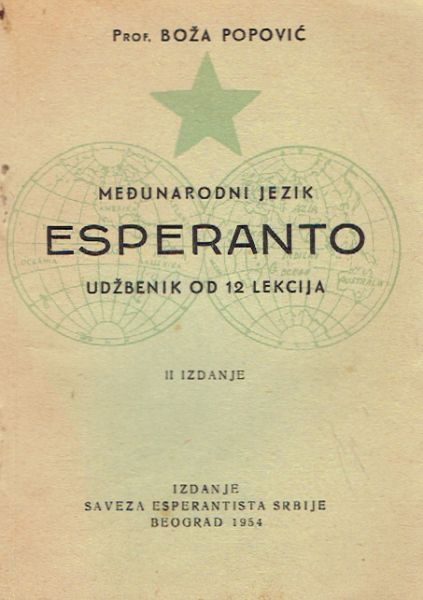 Prof. BOŽA POPOVIĆ
MEĐUNARODNI JEZIK
ESPERANTO
UDŽBENIK OD 12 LEKCIJA
II IZDANJE
IZDANJE
SAVEZA ESPERANTISTA SRBIJE
BEOGRAD 1954